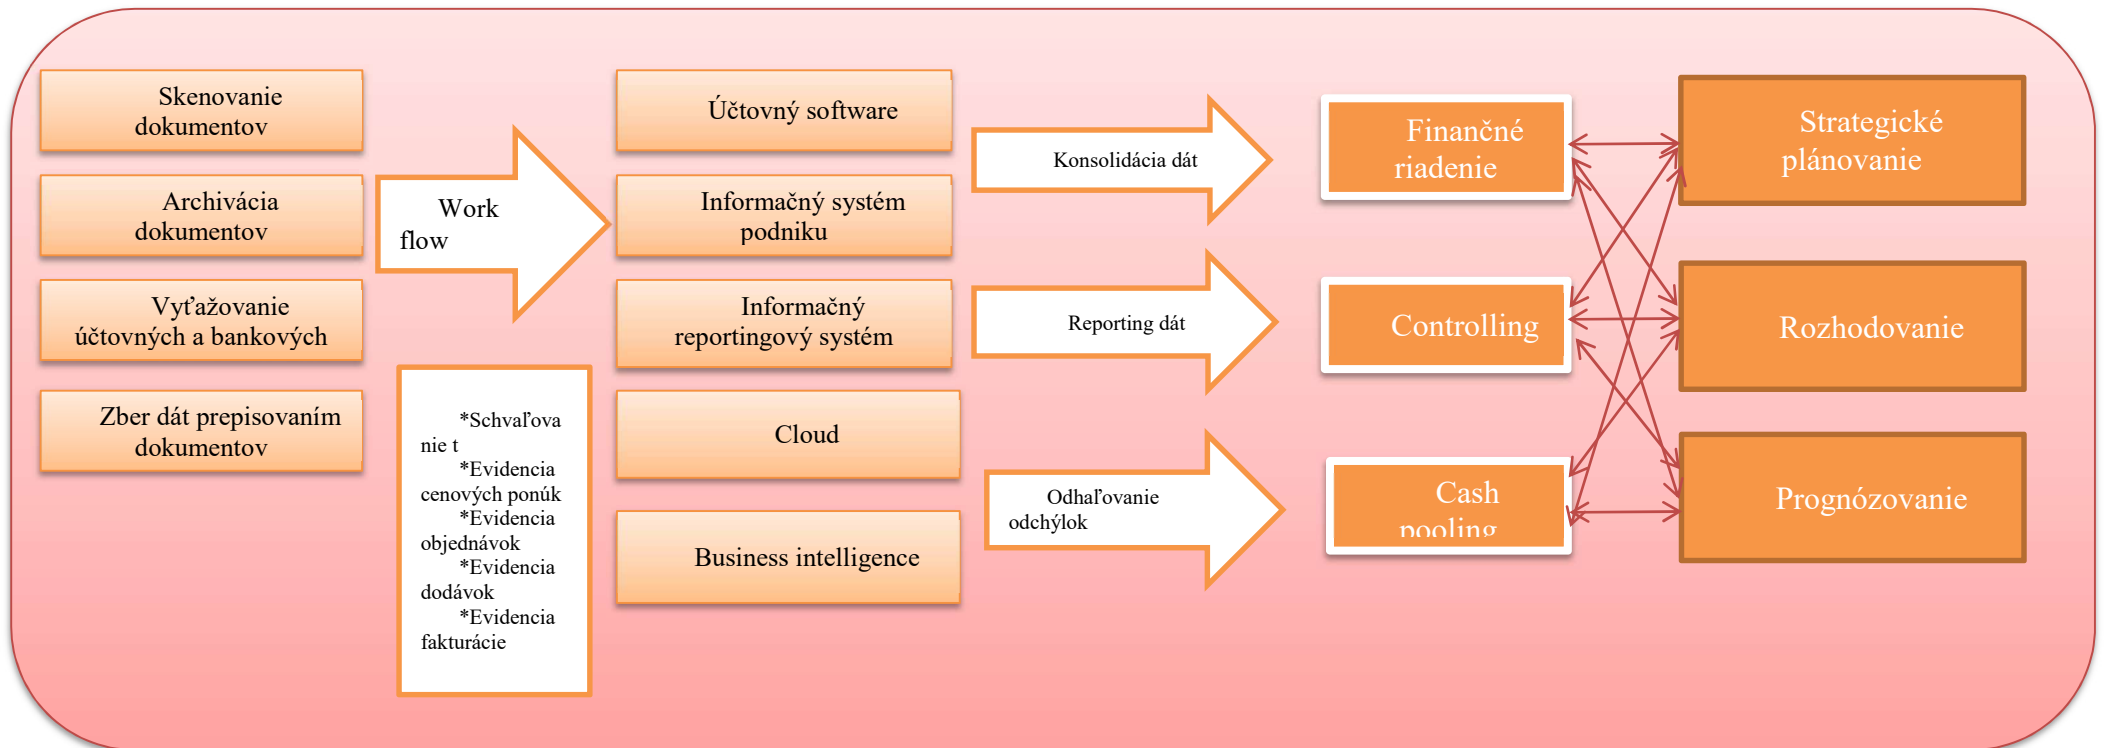 Skenovanie
dokumentov
Archivácia
dokumentov
Vyťažovanie
účtovných a bankových
Zber dát prepisovaním
dokumentov
Work
flow
*Schvaľova
nie t
*Evidencia
cenových ponúk
*Evidencia
objednávok
*Evidencia
dodávok
*Evidencia
fakturácie
Účtovný software
Informačný systém
podniku
Informačný
reportingový systém
Cloud
Business intelligence
Konsolidácia dát
Reporting dát
Odhaľovanie
odchýlok
Finančné
riadenie
Controlling
Cash
pooling
Strategické
plánovanie
Rozhodovanie
Prognózovanie